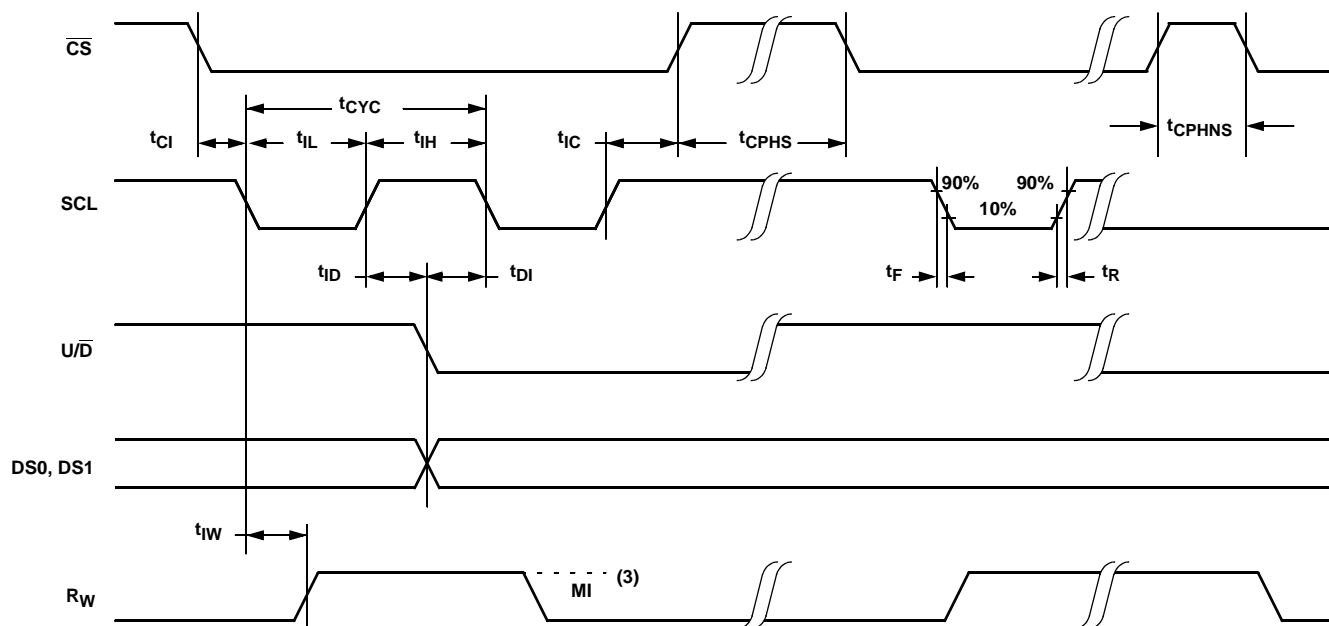 C̅S̅
tCYC
tCI
tIL
tIH
tIC
tCPHS
tCPHNS
SCL
90%
90%
10%
tID
tDI
tF
tR
U/D̅
DS0, DS1
tIW
MI
(3)
RW